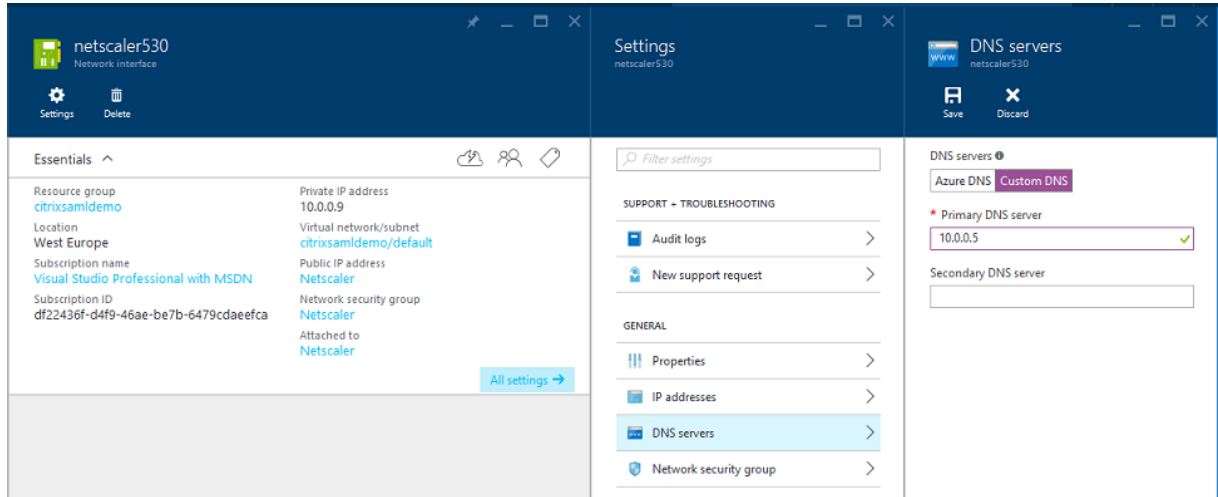 netscaler530
Network interface
Settings
Delete
Essentials
Resource group
citrixsamldemo
Location
West Europe
Subscription name
Visual Studio Professional with MSDN
Subscription ID
df22436f-d4f9-46ae-be7b-6479cdaeefca
Private IP address
10.0.0.9
Virtual network/subnet
citrixsamldemo/default
Public IP address
Netscaler
Network security group
Netscaler
Attached to
Netscaler
All settings →
Settings
netscaler530
Filter settings
SUPPORT + TROUBLESHOOTING
Audit logs
New support request
GENERAL
Properties
IP addresses
DNS servers
Network security group
www
DNS servers
netscaler530
Save
Discard
DNS servers
Azure DNS Custom DNS
* Primary DNS server
10.0.0.5
Secondary DNS server